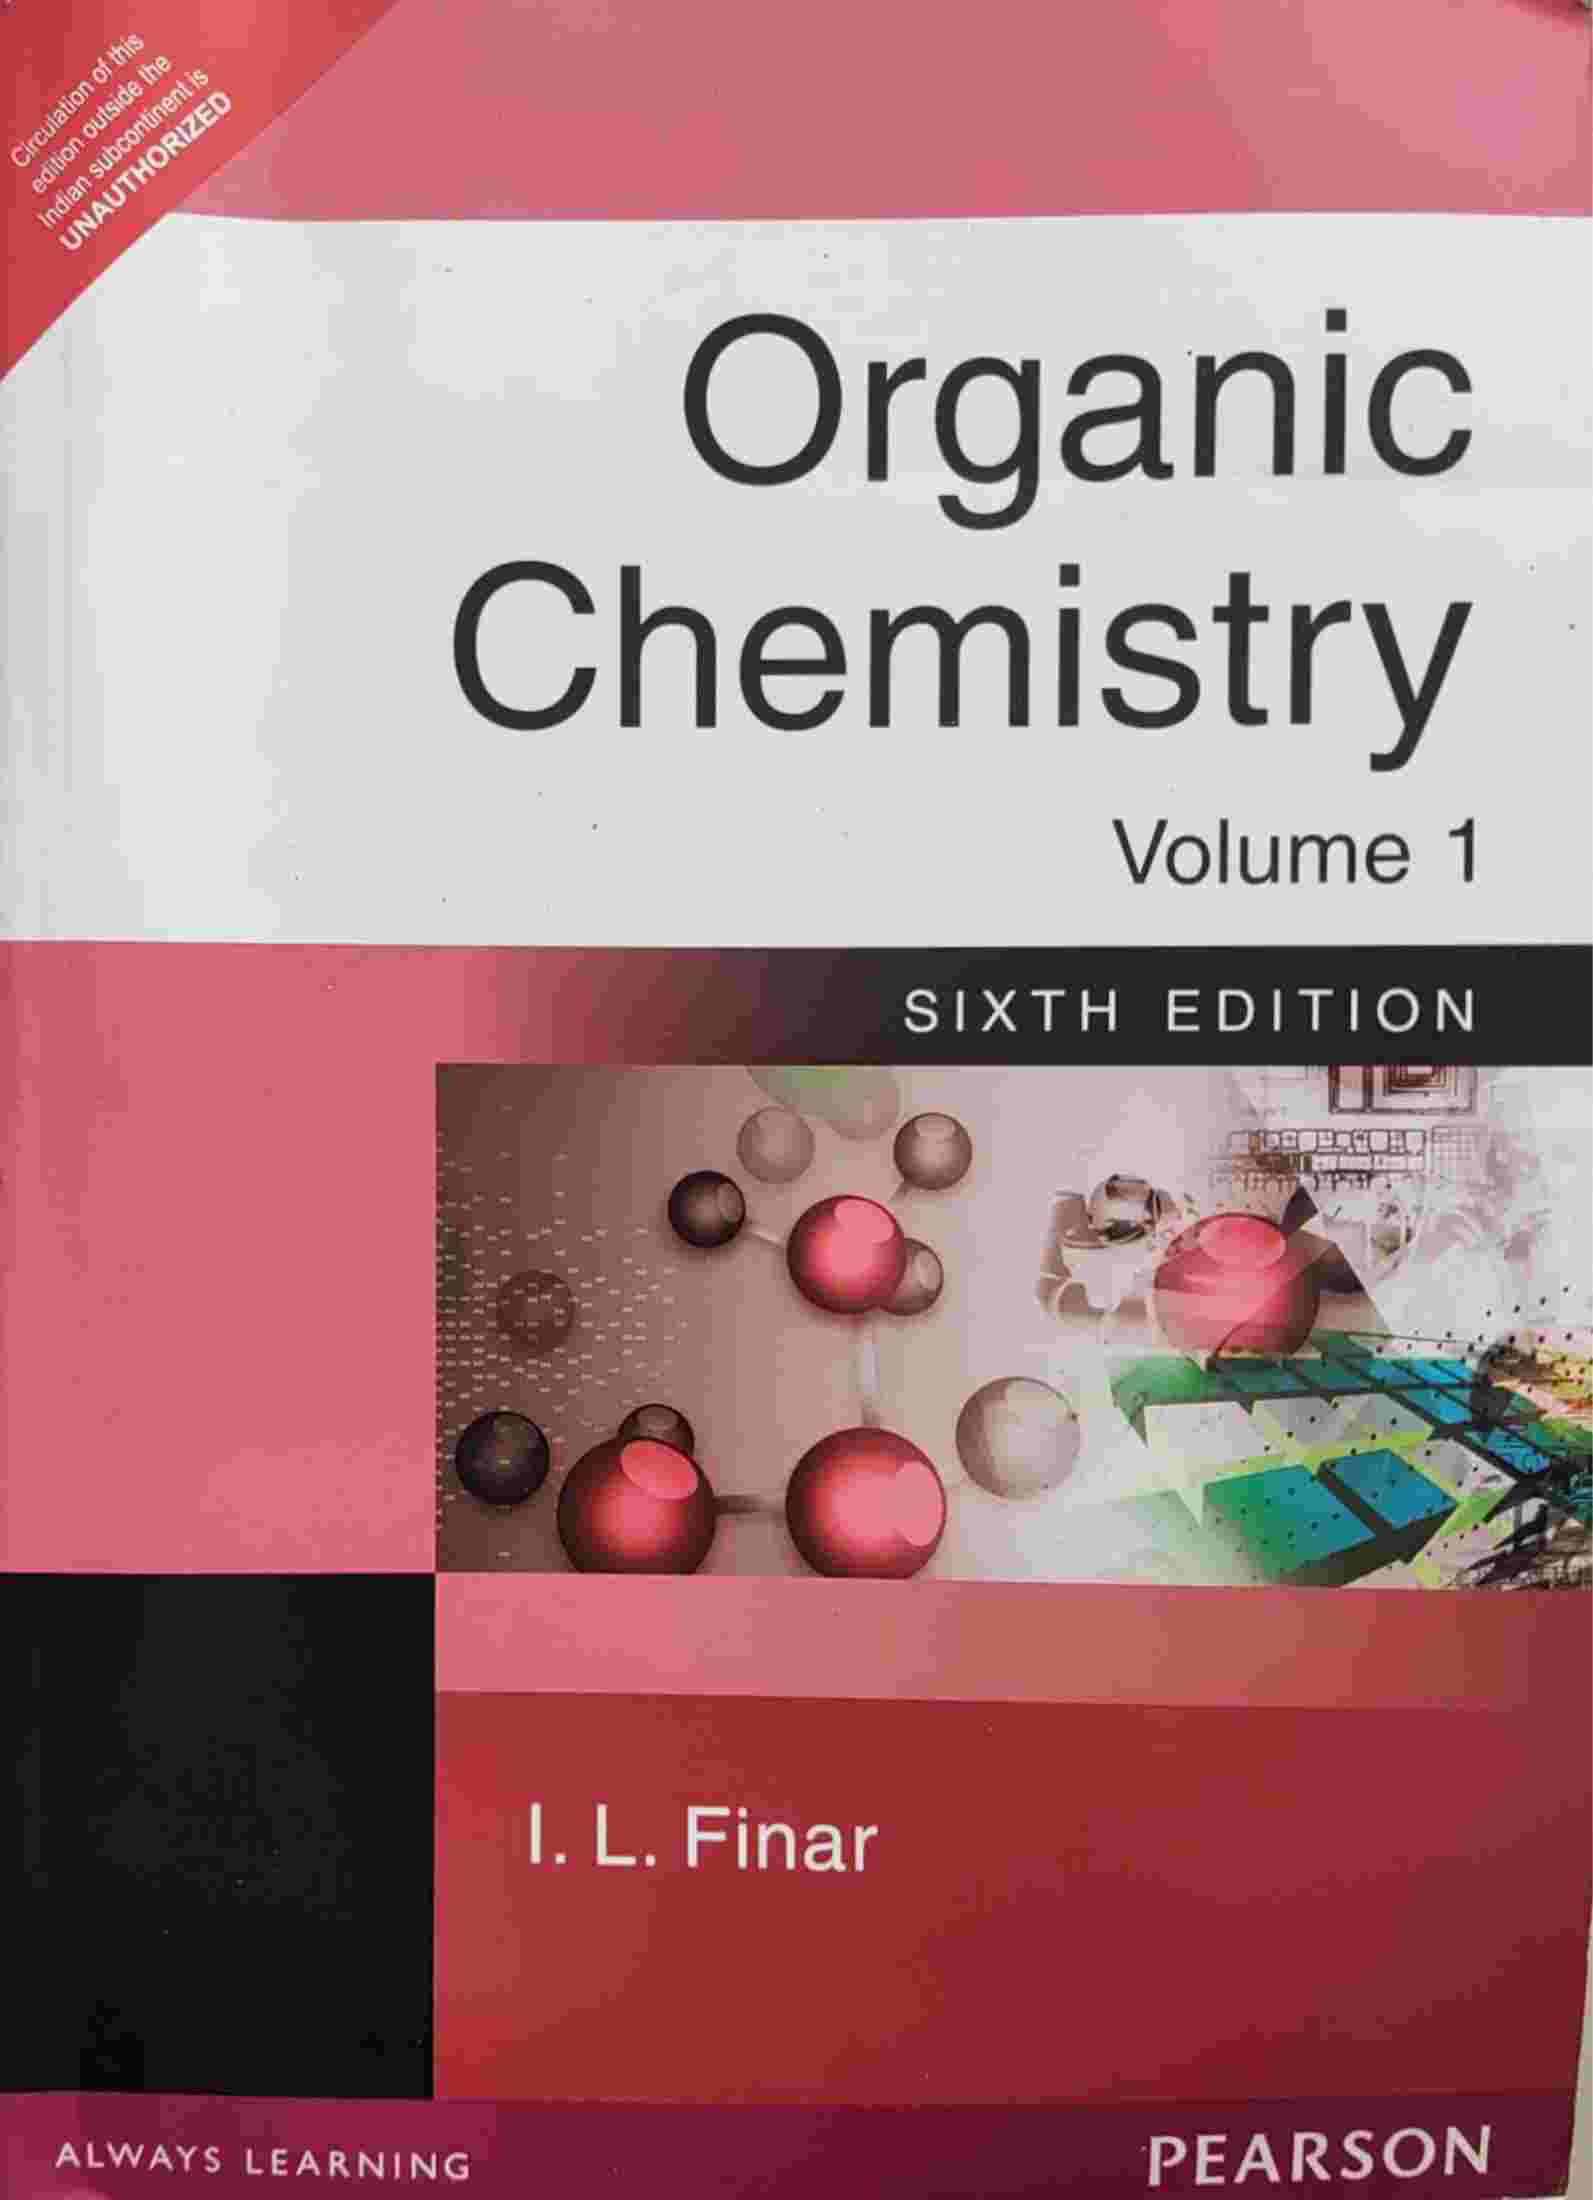 Circulation of this
edition outside the
Indian subcontinent is
UNAUTHORIZED
Organic
Chemistry
Volume 1
SIXTH EDITION
I. L. Finar
ALWAYS LEARNING
PEARSON